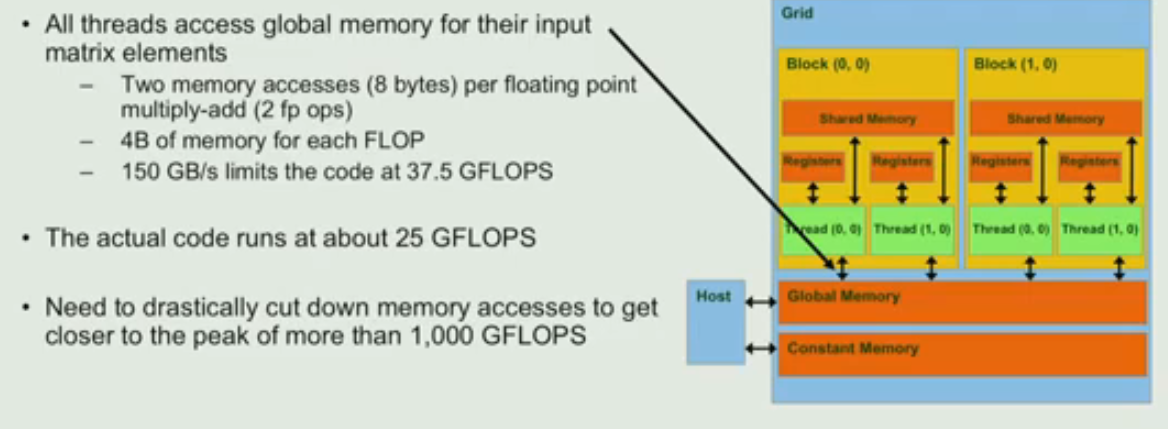 • All threads access global memory for their input
matrix elements
– Two memory accesses (8 bytes) per floating point
multiply-add (2 fp ops)
– 4B of memory for each FLOP
– 150 GB/s limits the code at 37.5 GFLOPS
• The actual code runs at about 25 GFLOPS
• Need to drastically cut down memory accesses to get
closer to the peak of more than 1,000 GFLOPS
Grid
Block (0, 0)
Block (1, 0)
Shared Memory
Shared Memory
Registers
Registers
Registers
Registers
Thread (0, 0)
Thread (1, 0)
Thread (0, 0)
Thread (1, 0)
Host
Global Memory
Constant Memory